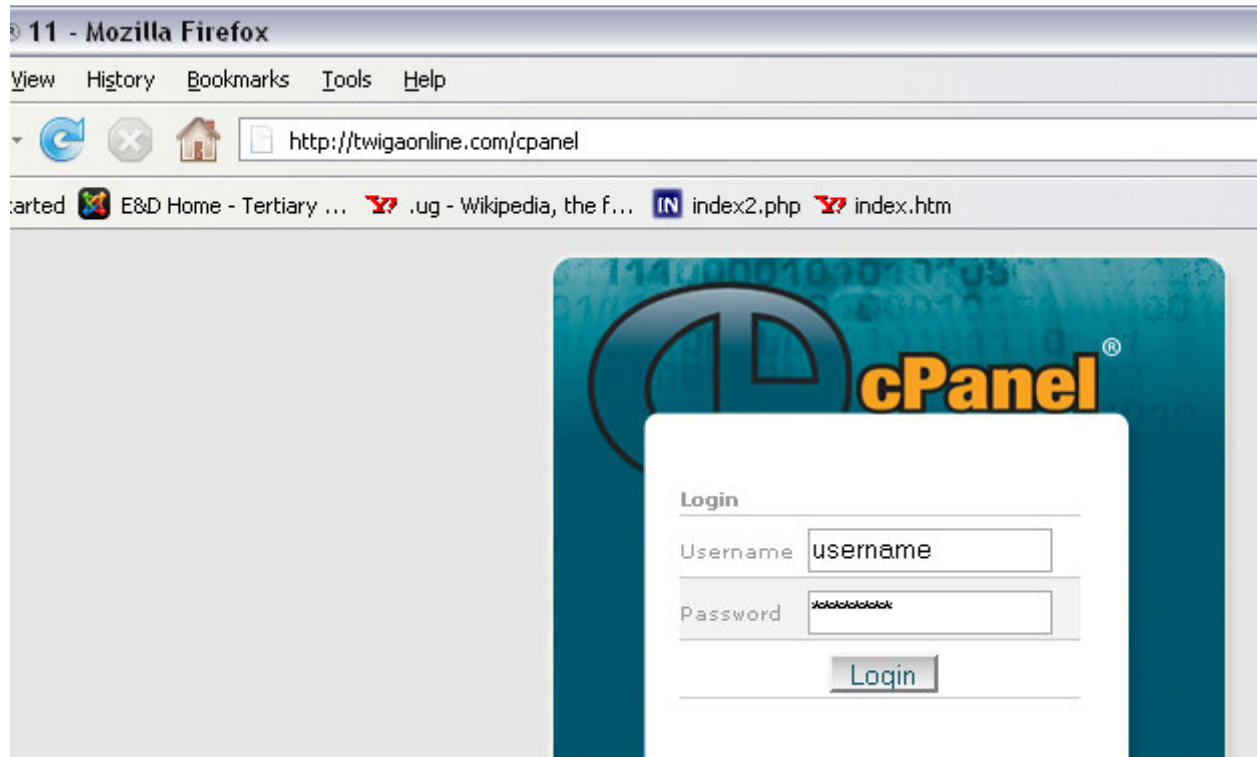 ® 11 - Mozilla Firefox
View History Bookmarks Tools Help
http://twigaonline.com/cpanel
:arted E&D Home - Tertiary ... Y! .ug - Wikipedia, the f... IN index2.php Y! index.htm
cPanel®
Login
Username username
Password **********
Login